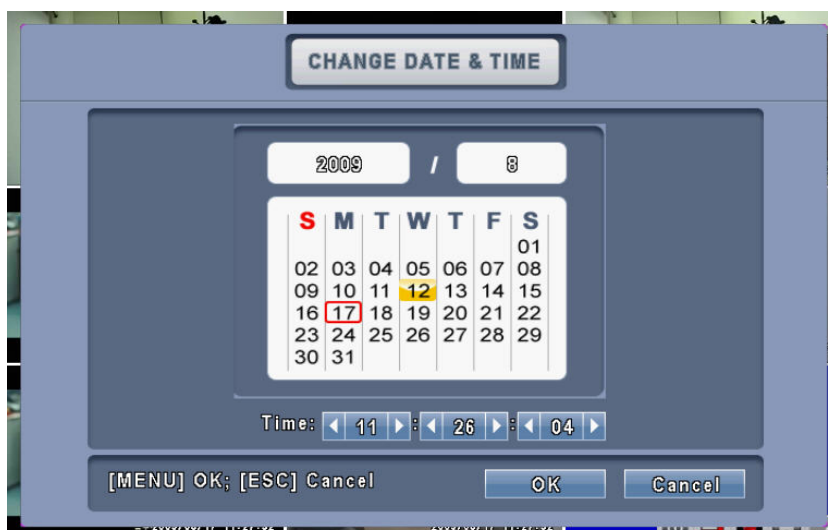 CHANGE DATE & TIME
2009 / 8
S M T W T F S
01
02 03 04 05 06 07 08
09 10 11 12 13 14 15
16 17 18 19 20 21 22
23 24 25 26 27 28 29
30 31
Time: 11 : 26 : 04
[MENU] OK; [ESC] Cancel OK Cancel